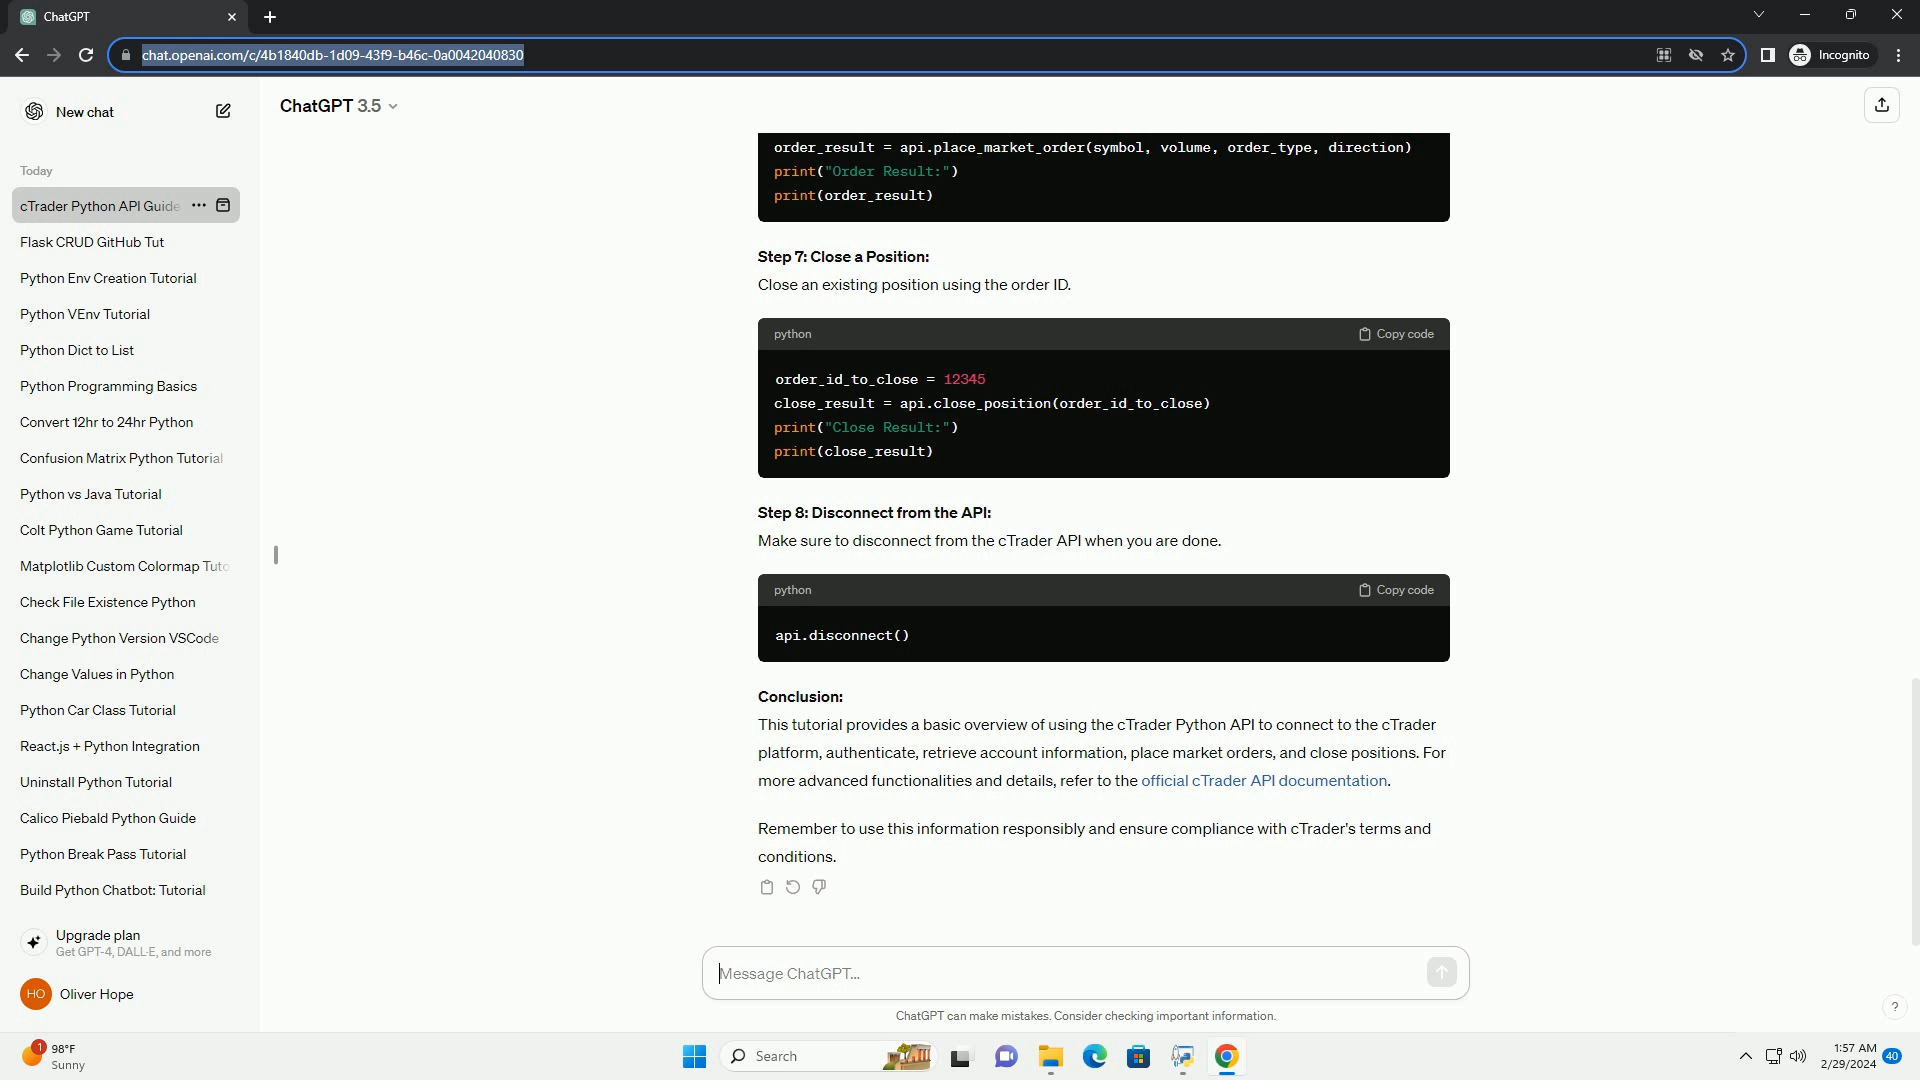 ChatGPT
chat.openai.com/c/4b1840db-1d09-43f9-b46c-0a0042040830
Incognito
New chat
ChatGPT 3.5
Today
cTrader Python API Guide
Flask CRUD GitHub Tut
Python Env Creation Tutorial
Python VEnv Tutorial
Python Dict to List
Python Programming Basics
Convert 12hr to 24hr Python
Confusion Matrix Python Tutorial
Python vs Java Tutorial
Colt Python Game Tutorial
Matplotlib Custom Colormap Tuto
Check File Existence Python
Change Python Version VSCode
Change Values in Python
Python Car Class Tutorial
React.js + Python Integration
Uninstall Python Tutorial
Calico Piebald Python Guide
Python Break Pass Tutorial
Build Python Chatbot: Tutorial
Upgrade plan
Get GPT-4, DALL·E, and more
HO
Oliver Hope
order_result = api.place_market_order(symbol, volume, order_type, direction)
print("Order Result:")
print(order_result)
Step 7: Close a Position:
Close an existing position using the order ID.
python
Copy code
order_id_to_close = 12345
close_result = api.close_position(order_id_to_close)
print("Close Result:")
print(close_result)
Step 8: Disconnect from the API:
Make sure to disconnect from the cTrader API when you are done.
python
Copy code
api.disconnect()
Conclusion:
This tutorial provides a basic overview of using the cTrader Python API to connect to the cTrader
platform, authenticate, retrieve account information, place market orders, and close positions. For
more advanced functionalities and details, refer to the official cTrader API documentation.
Remember to use this information responsibly and ensure compliance with cTrader's terms and
conditions.
Message ChatGPT...
ChatGPT can make mistakes. Consider checking important information.
?
1
98°F
Sunny
Search
1:57 AM
2/29/2024
40